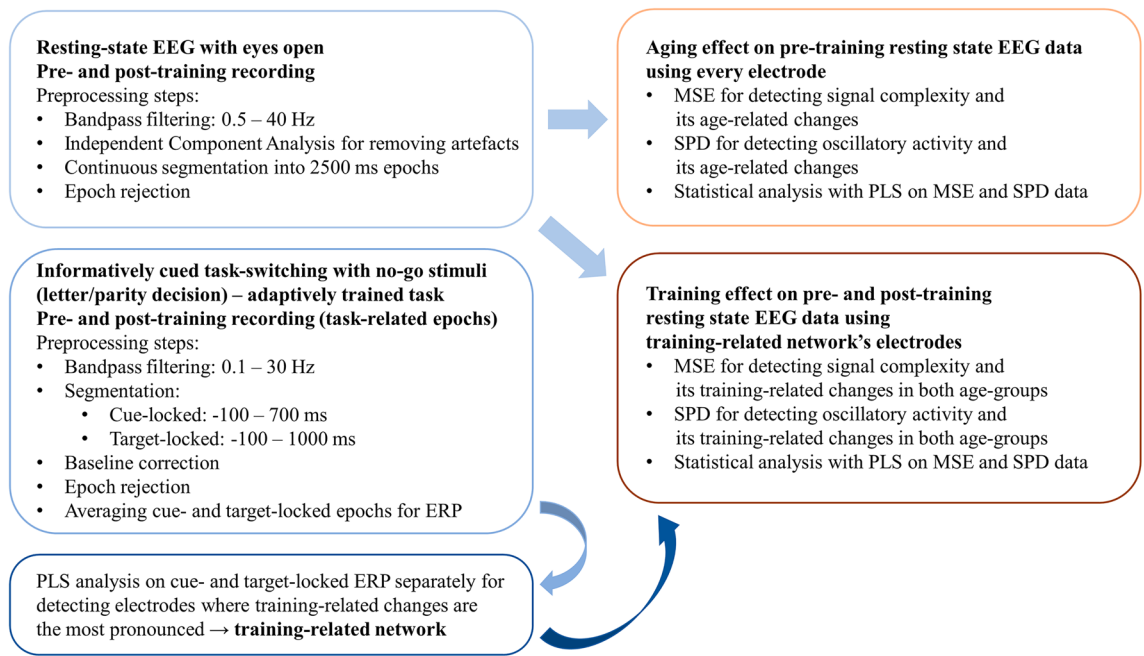 Resting-state EEG with eyes open
Pre- and post-training recording
Preprocessing steps:
• Bandpass filtering: 0.5 – 40 Hz
• Independent Component Analysis for removing artefacts
• Continuous segmentation into 2500 ms epochs
• Epoch rejection
Aging effect on pre-training resting state EEG data
using every electrode
• MSE for detecting signal complexity and
its age-related changes
• SPD for detecting oscillatory activity and
its age-related changes
• Statistical analysis with PLS on MSE and SPD data
Informatively cued task-switching with no-go stimuli
(letter/parity decision) – adaptively trained task
Pre- and post-training recording (task-related epochs)
Preprocessing steps:
• Bandpass filtering: 0.1 – 30 Hz
• Segmentation:
• Cue-locked: -100 – 700 ms
• Target-locked: -100 – 1000 ms
• Baseline correction
• Epoch rejection
• Averaging cue- and target-locked epochs for ERP
Training effect on pre- and post-training
resting state EEG data using
training-related network's electrodes
• MSE for detecting signal complexity and
its training-related changes in both age-groups
• SPD for detecting oscillatory activity and
its training-related changes in both age-groups
• Statistical analysis with PLS on MSE and SPD data
PLS analysis on cue- and target-locked ERP separately for
detecting electrodes where training-related changes are
the most pronounced → training-related network